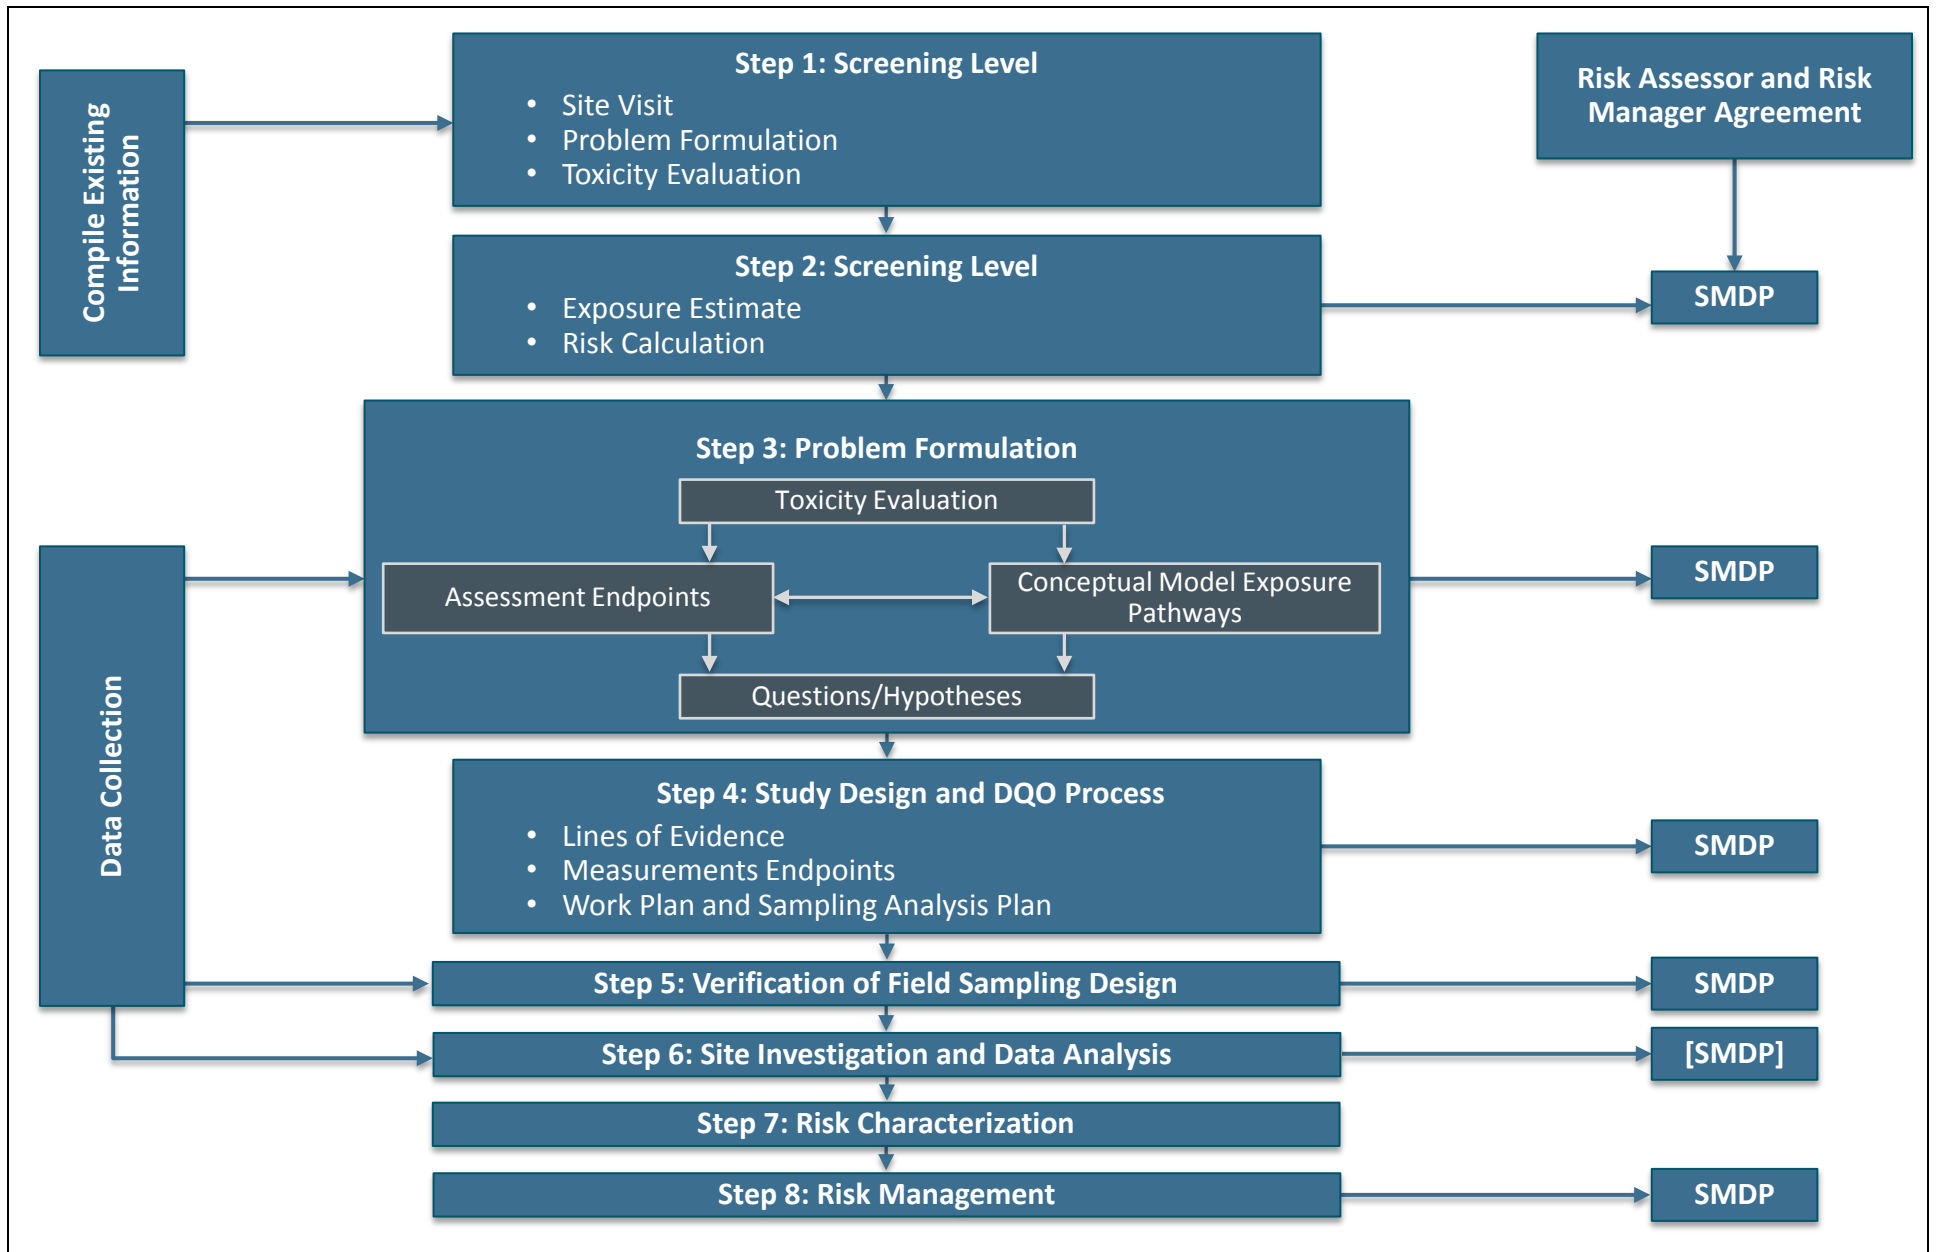 Compile Existing
Information
Step 1: Screening Level
• Site Visit
• Problem Formulation
• Toxicity Evaluation
Risk Assessor and Risk
Manager Agreement
Step 2: Screening Level
• Exposure Estimate
• Risk Calculation
SMDP
Data Collection
Step 3: Problem Formulation
Toxicity Evaluation
Assessment Endpoints
Conceptual Model Exposure
Pathways
Questions/Hypotheses
SMDP
Step 4: Study Design and DQO Process
• Lines of Evidence
• Measurements Endpoints
• Work Plan and Sampling Analysis Plan
SMDP
Step 5: Verification of Field Sampling Design
SMDP
Step 6: Site Investigation and Data Analysis
[SMDP]
Step 7: Risk Characterization
Step 8: Risk Management
SMDP